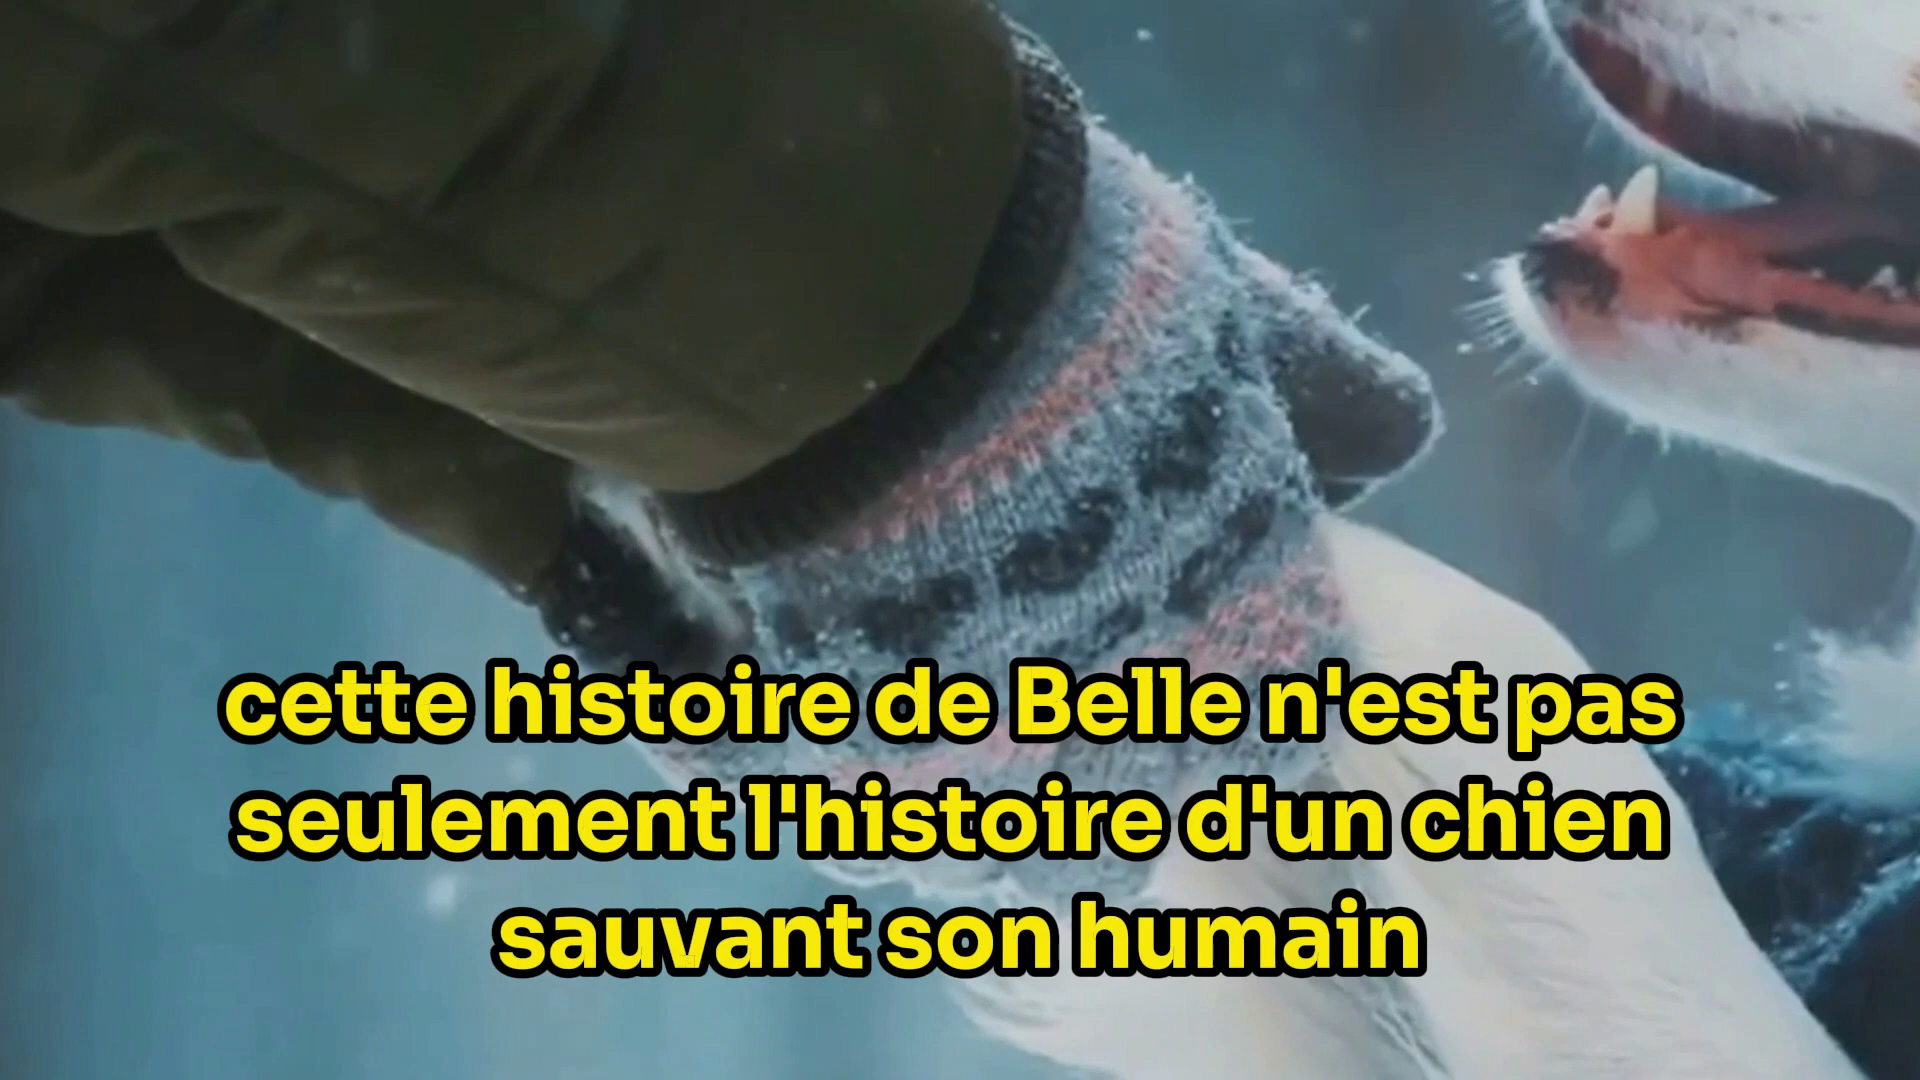 cette histoire de Belle n'est pas
seulement l'histoire d'un chien
sauvant son humain